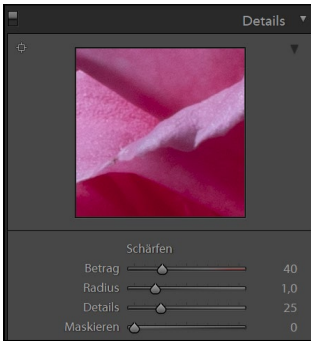 Details
Schärfen
Betrag 40
Radius 1,0
Details 25
Maskieren 0